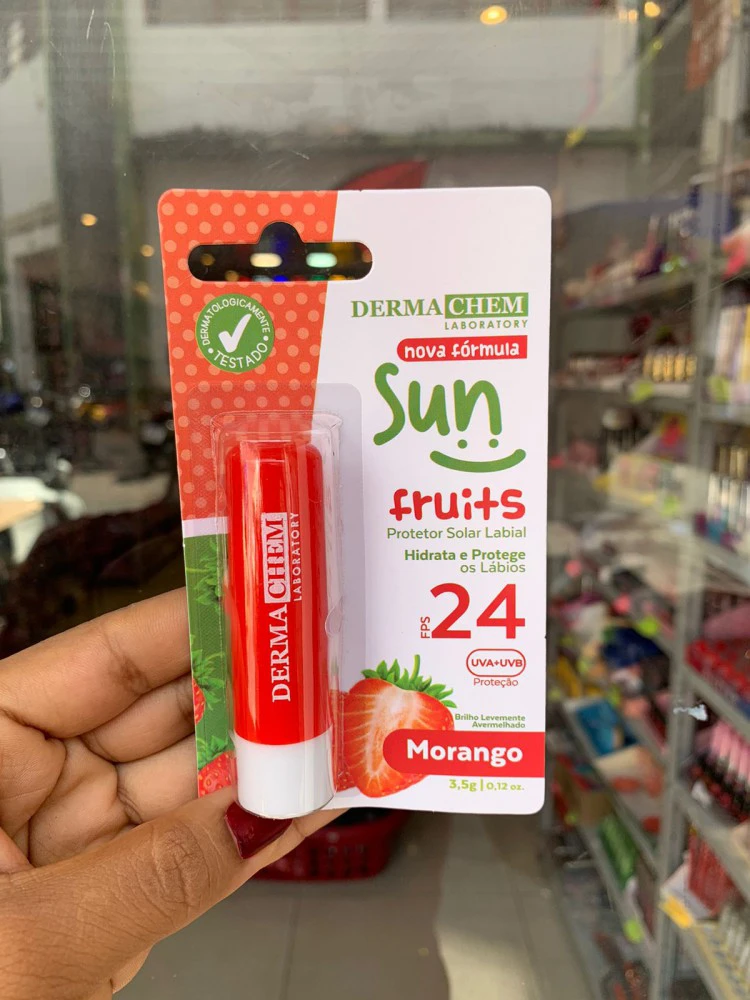 DERMATOLOGICAMENTE
TESTADO
DERMA CHEM
LABORATORY
nova fórmula
Sun
fruits
Protetor Solar Labial
Hidrata e Protege
os Lábios
FPS 24
UVA+UVB
Proteção
Brilho Levemente
Avermelhado
Morango
3,5g | 0,12 oz.
DERMA CHEM
LABORATORY